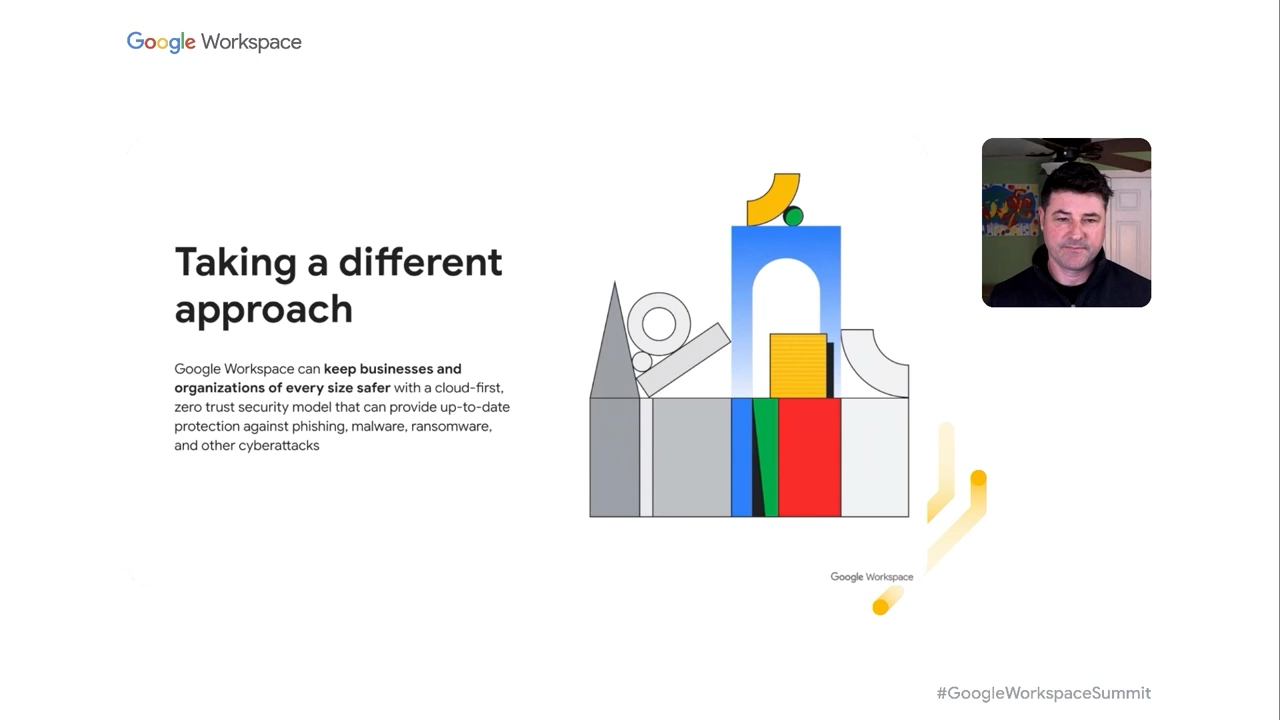 Google Workspace
Taking a different
approach
Google Workspace can keep businesses and
organizations of every size safer with a cloud-first,
zero trust security model that can provide up-to-date
protection against phishing, malware, ransomware,
and other cyberattacks
Google Workspace
#GoogleWorkspaceSummit